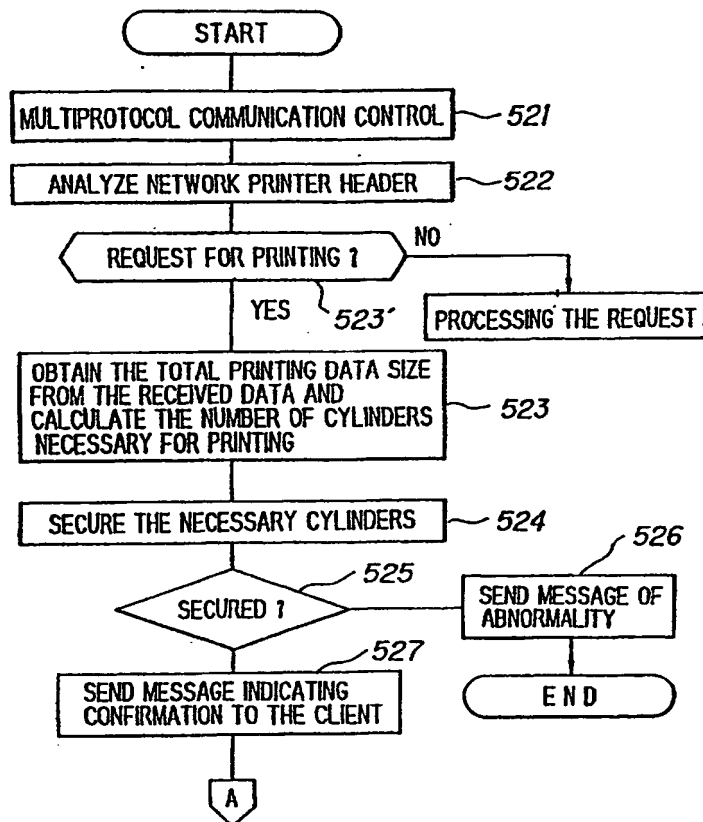 START
MULTIPROTOCOL COMMUNICATION CONTROL
521
ANALYZE NETWORK PRINTER HEADER
522
REQUEST FOR PRINTING ?
NO
YES
523'
PROCESSING THE REQUEST
OBTAIN THE TOTAL PRINTING DATA SIZE
FROM THE RECEIVED DATA AND
CALCULATE THE NUMBER OF CYLINDERS
NECESSARY FOR PRINTING
523
SECURE THE NECESSARY CYLINDERS
524
525
SECURED ?
526
SEND MESSAGE OF
ABNORMALITY
527
SEND MESSAGE INDICATING
CONFIRMATION TO THE CLIENT
END
A